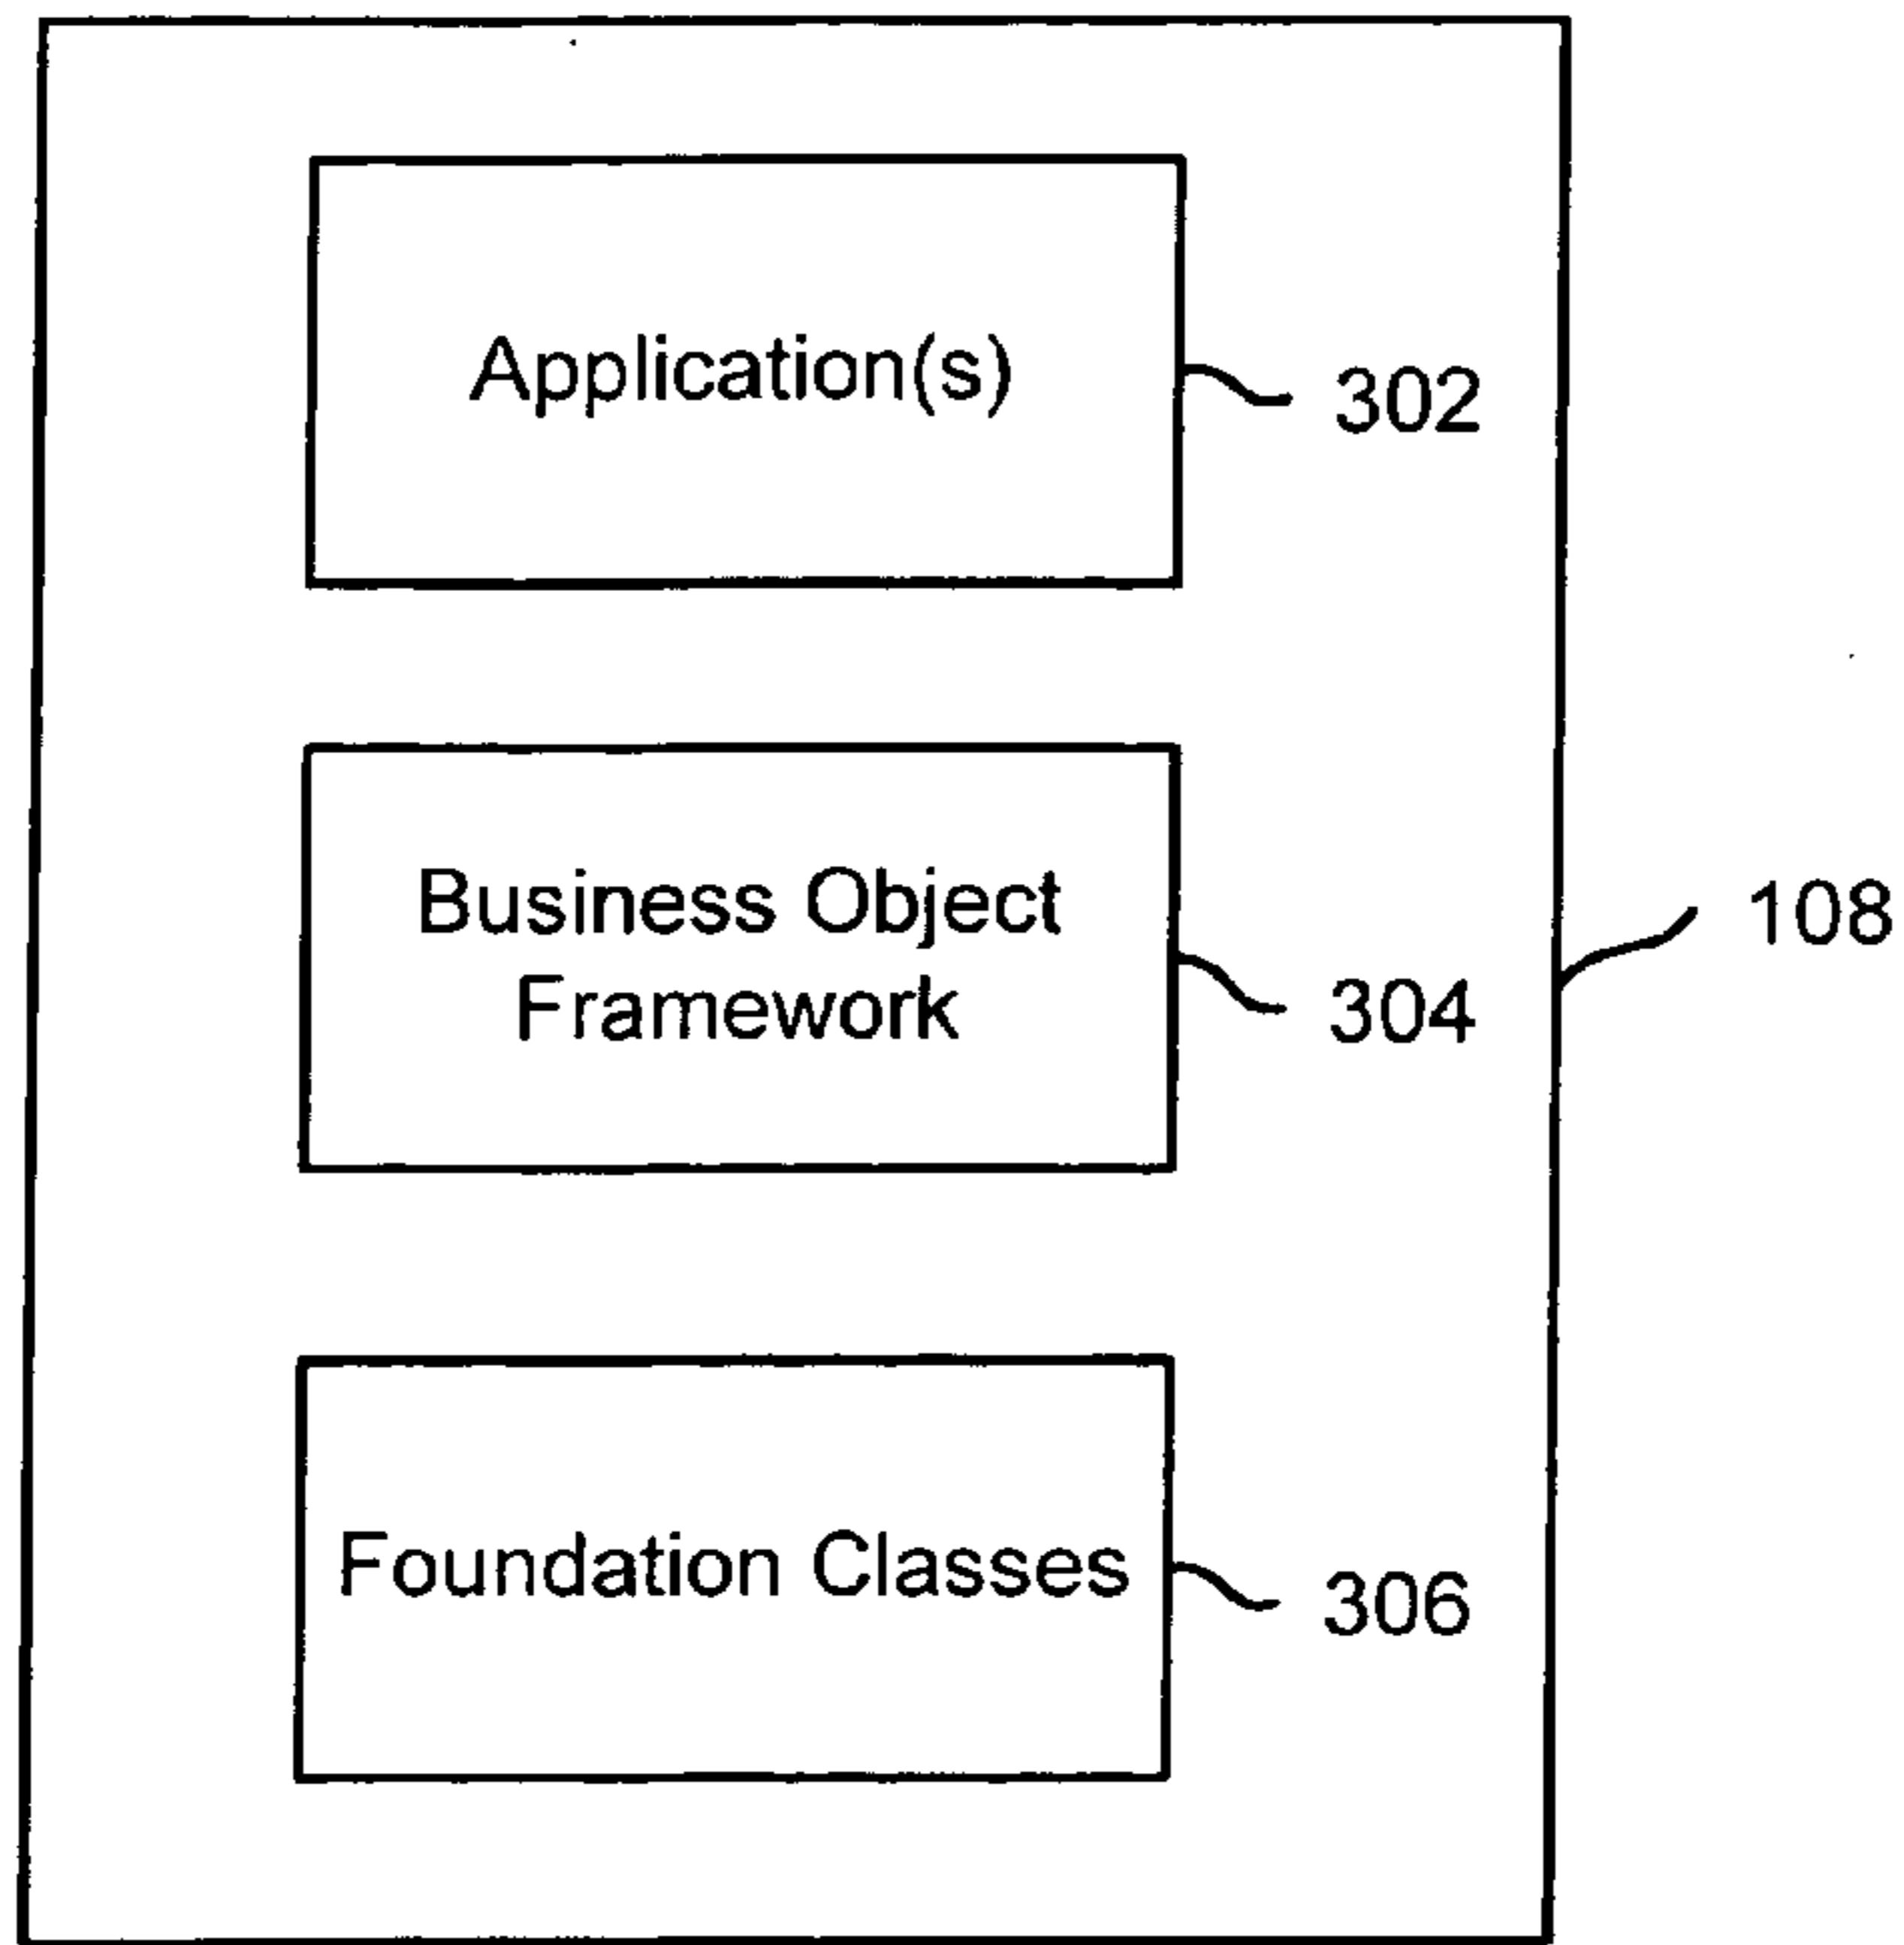 Application(s)
302
Business Object
Framework
304
108
Foundation Classes
306